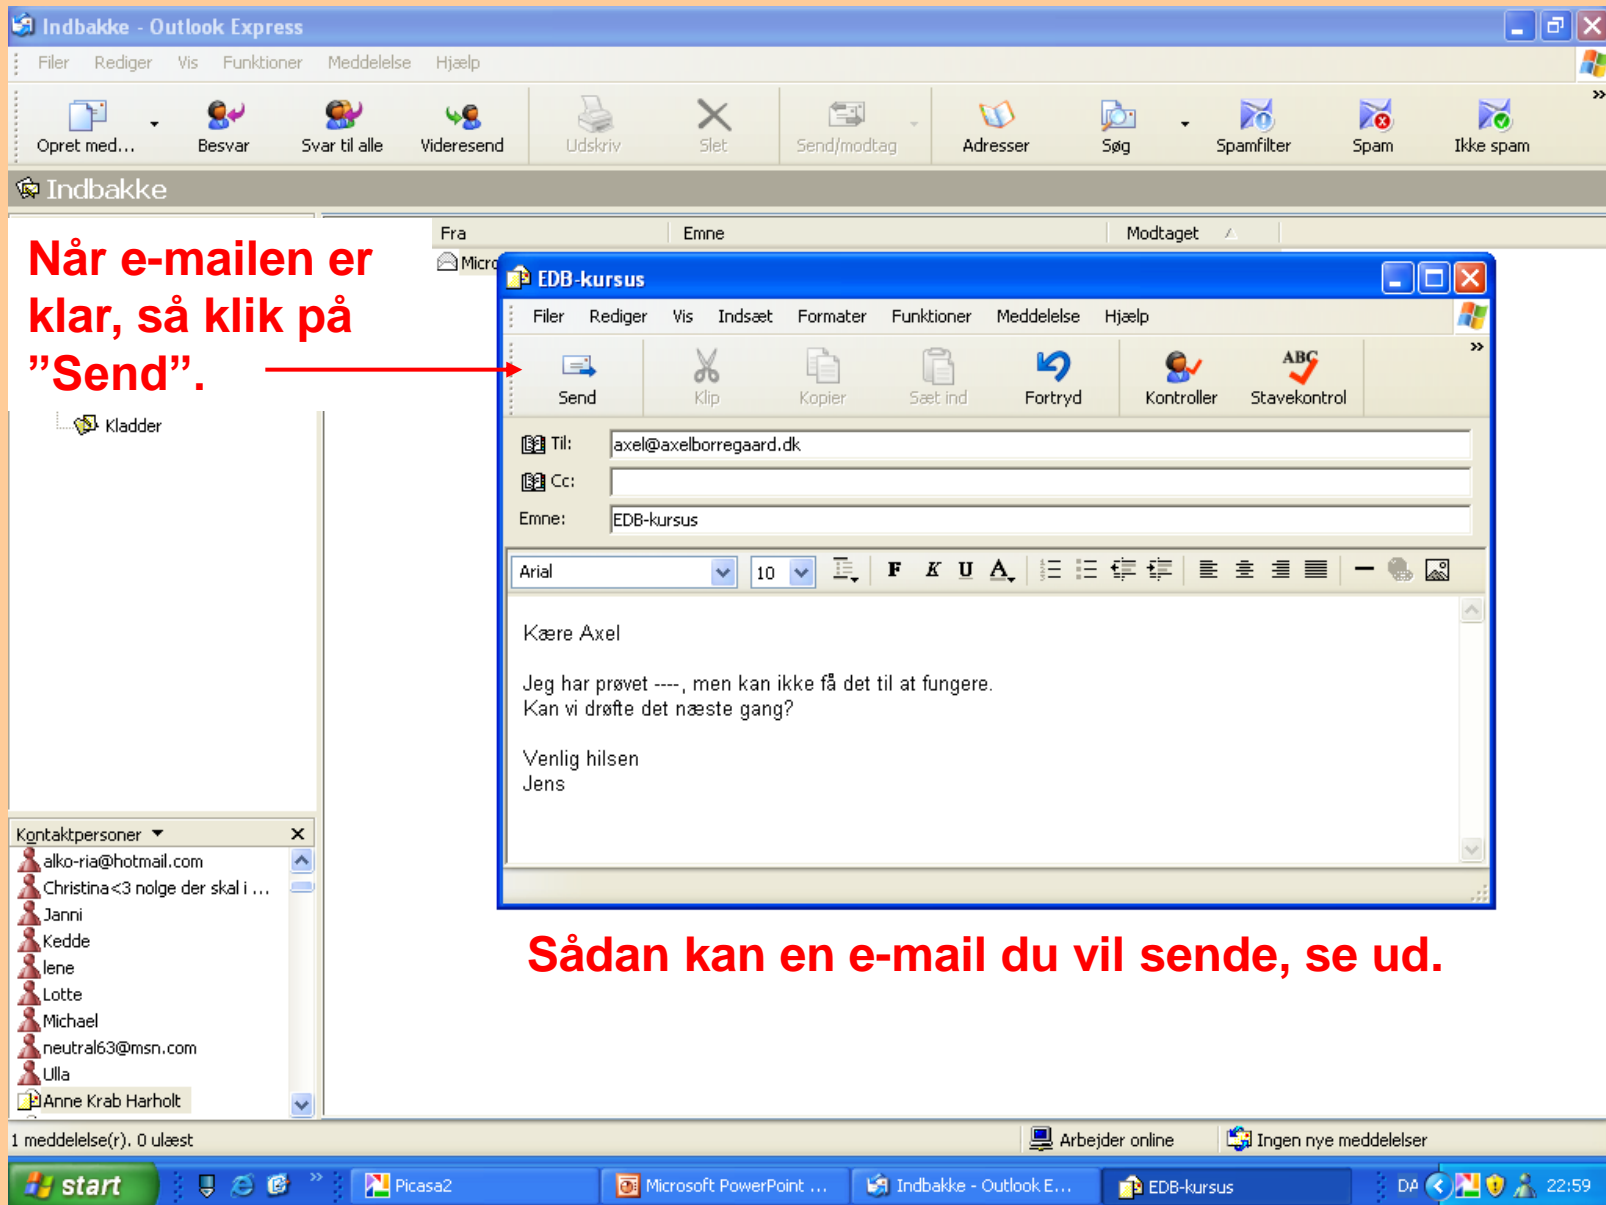 Indbakke - Outlook Express
Filer Rediger Vis Funktioner Meddelelse Hjælp
Opret med... Besvar Svar til alle Videresend Udskriv Slet Send/modtag Adresser Søg Spamfilter Spam Ikke spam
Indbakke
Fra Emne Modtaget
Micro
Når e-mailen er
klar, så klik på
”Send”.
Kladder
EDB-kursus
Filer Rediger Vis Indsæt Formater Funktioner Meddelelse Hjælp
ABC
Send Klip Kopier Sæt ind Fortryd Kontroller Stavekontrol
Til: axel@axelborregaard.dk
Cc:
Emne: EDB-kursus
Arial 10 F K U A
Kære Axel
Jeg har prøvet ----, men kan ikke få det til at fungere.
Kan vi drøfte det næste gang?
Venlig hilsen
Jens
Sådan kan en e-mail du vil sende, se ud.
Kontaktpersoner
alko-ria@hotmail.com
Christina<3 nolge der skal i ...
Janni
Kedde
lene
Lotte
Michael
neutral63@msn.com
Ulla
Anne Krab Harholt
1 meddelelse(r), 0 ulæst Arbejder online Ingen nye meddelelser
start Picasa2 Microsoft PowerPoint ... Indbakke - Outlook E... EDB-kursus DA 22:59